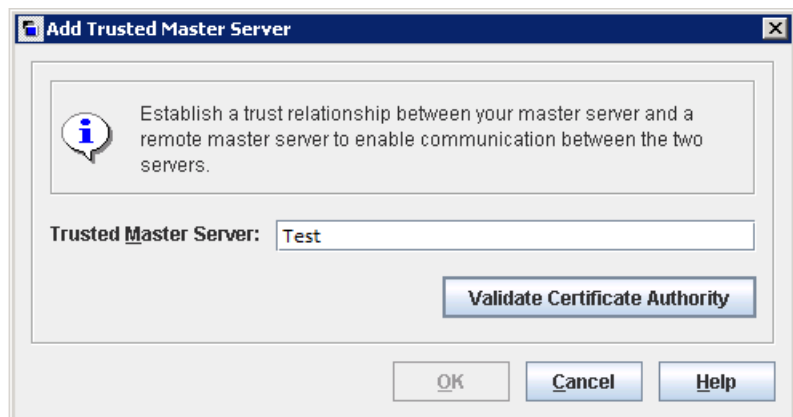 Add Trusted Master Server
Establish a trust relationship between your master server and a
remote master server to enable communication between the two
servers.
Trusted Master Server: Test
Validate Certificate Authority
OK Cancel Help